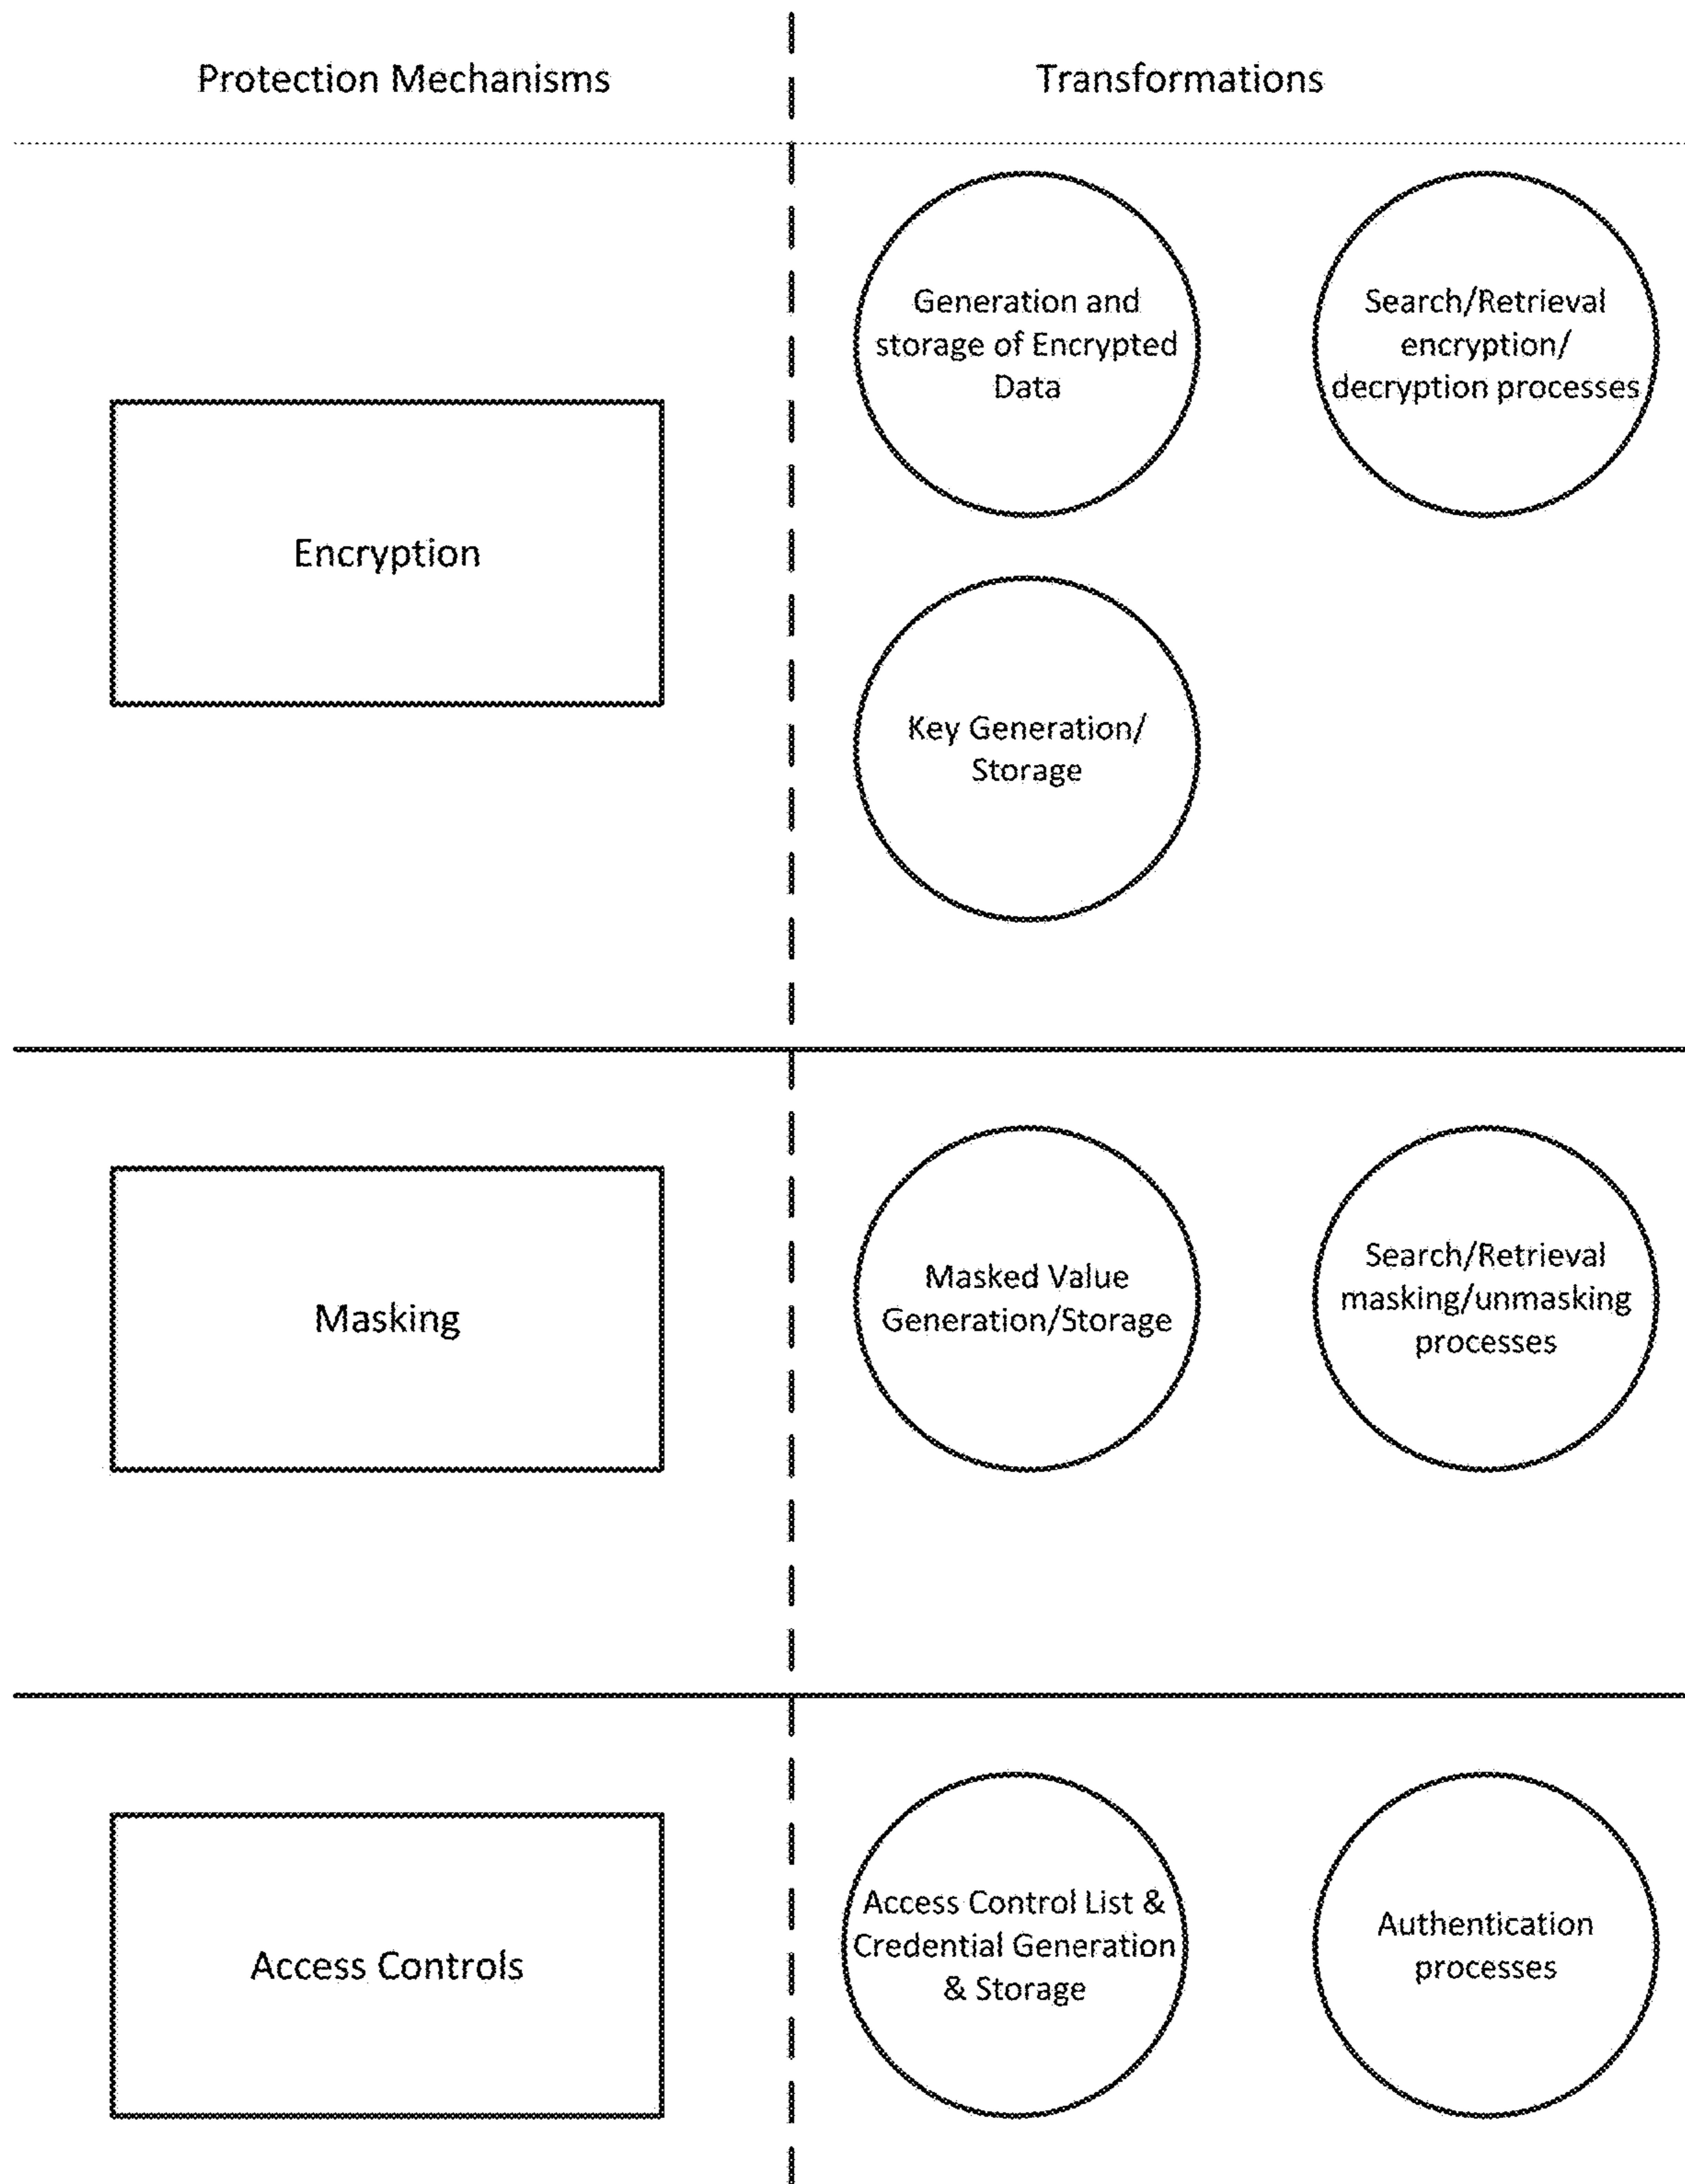 Protection Mechanisms
Transformations
Encryption
Generation and
storage of Encrypted
Data
Search/Retrieval
encryption/
decryption processes
Key Generation/
Storage
Masking
Masked Value
Generation/Storage
Search/Retrieval
masking/unmasking
processes
Access Controls
Access Control List &
Credential Generation
& Storage
Authentication
processes